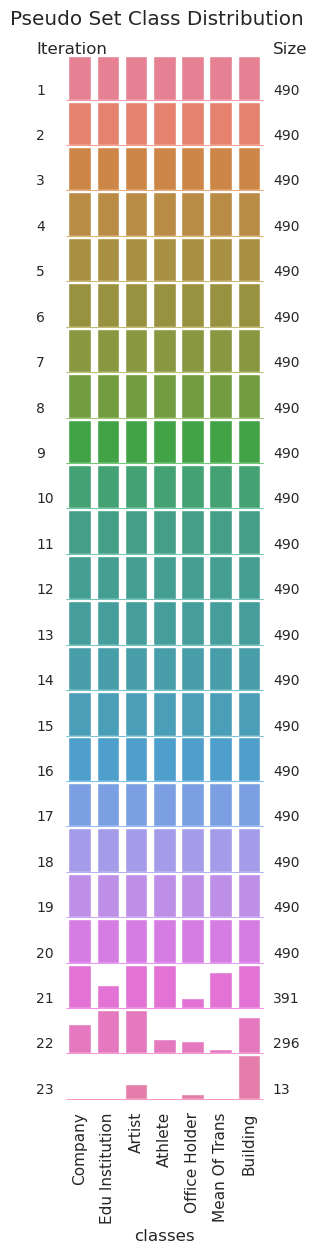 Pseudo Set Class Distribution
Iteration Size
1 490
2 490
3 490
4 490
5 490
6 490
7 490
8 490
9 490
10 490
11 490
12 490
13 490
14 490
15 490
16 490
17 490
18 490
19 490
20 490
21 391
22 296
23 13
Company
Edu Institution
Artist
Athlete
Office Holder
Mean Of Trans
Building
classes